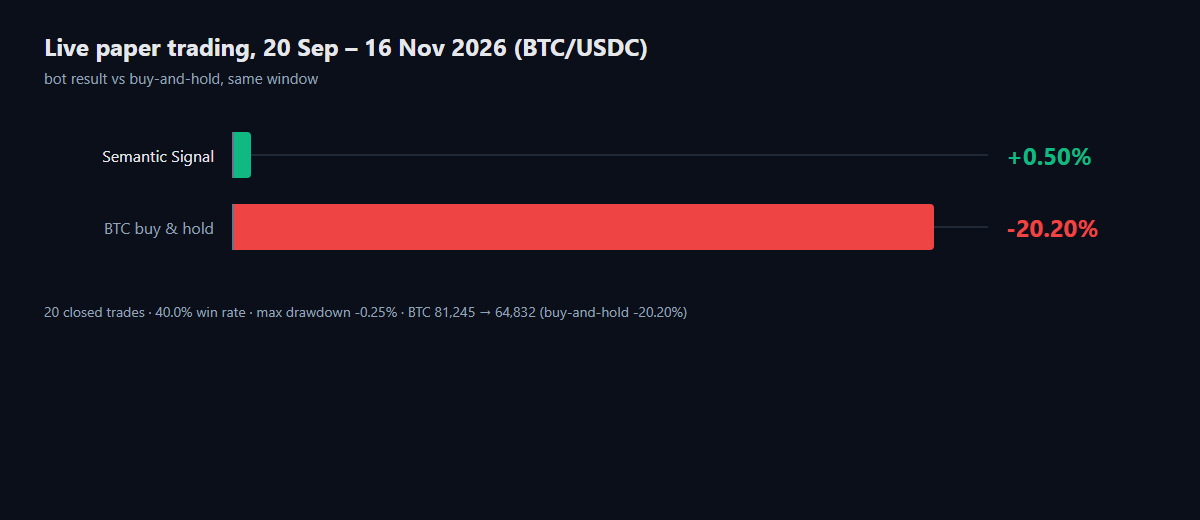 Live paper trading, 20 Sep – 16 Nov 2026 (BTC/USDC)
bot result vs buy-and-hold, same window
Semantic Signal +0.50%
BTC buy & hold -20.20%
20 closed trades · 40.0% win rate · max drawdown -0.25% · BTC 81,245 → 64,832 (buy-and-hold -20.20%)